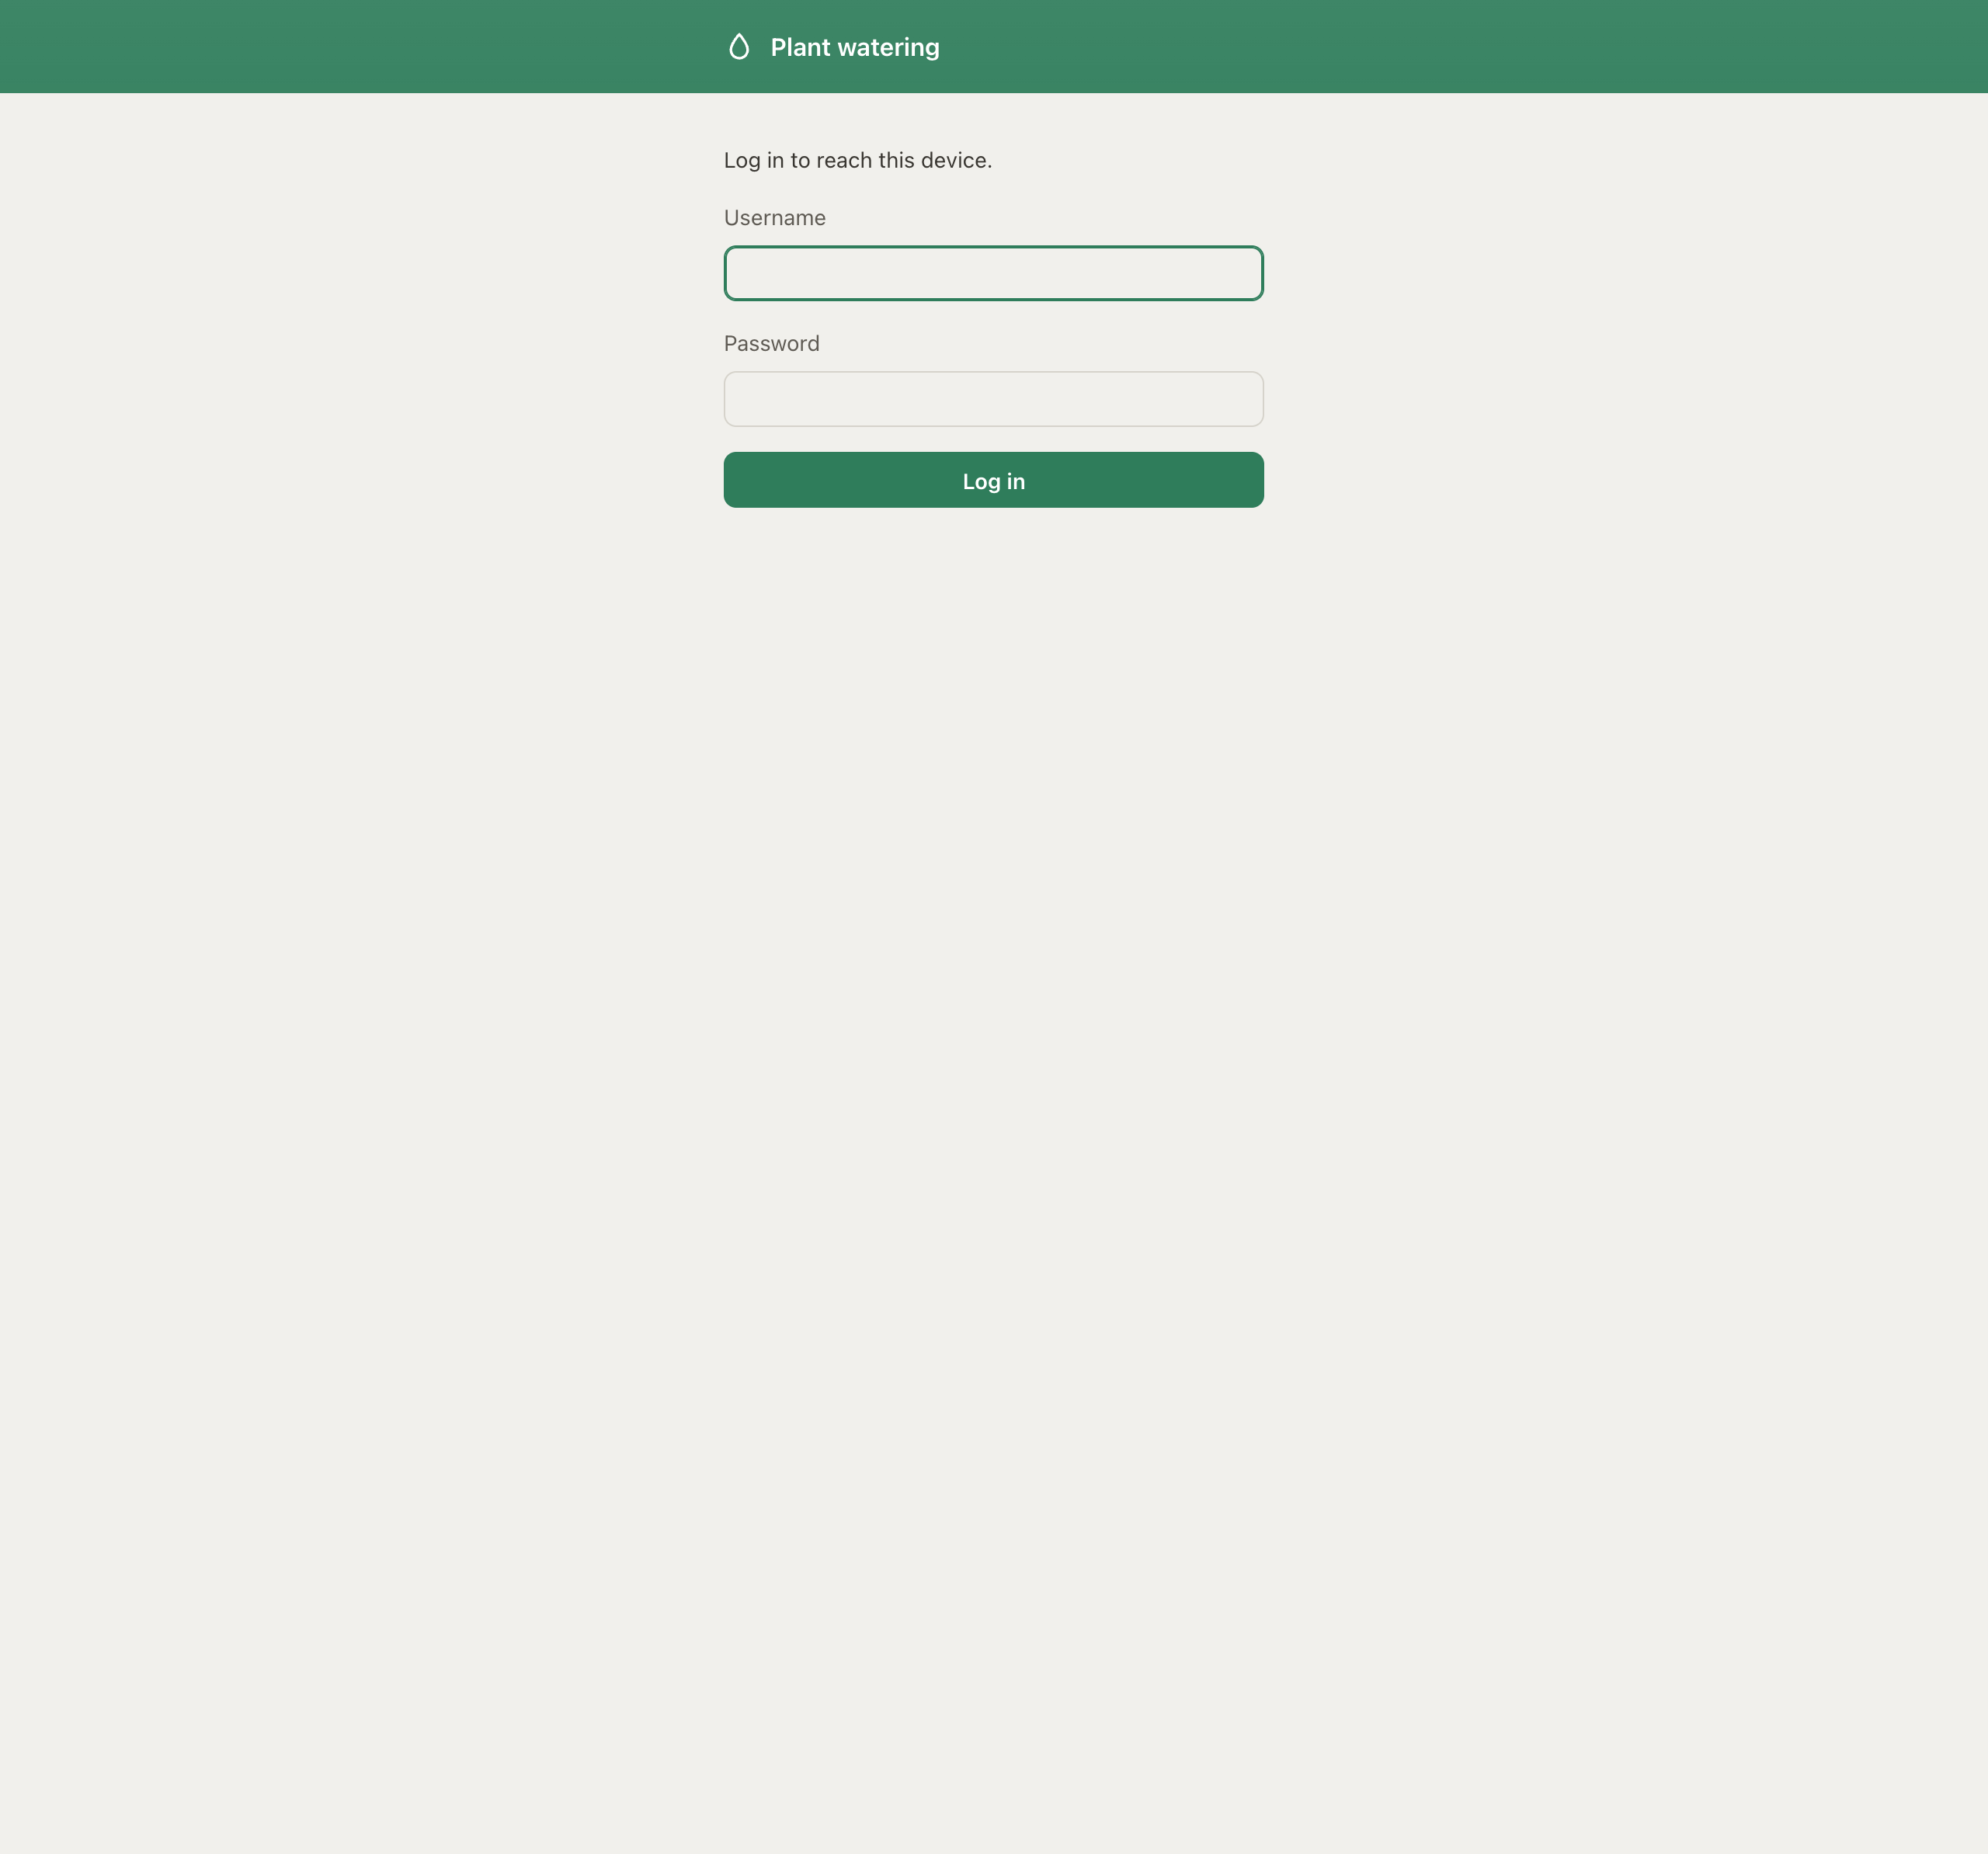 Plant watering
Log in to reach this device.
Username
Password
Log in